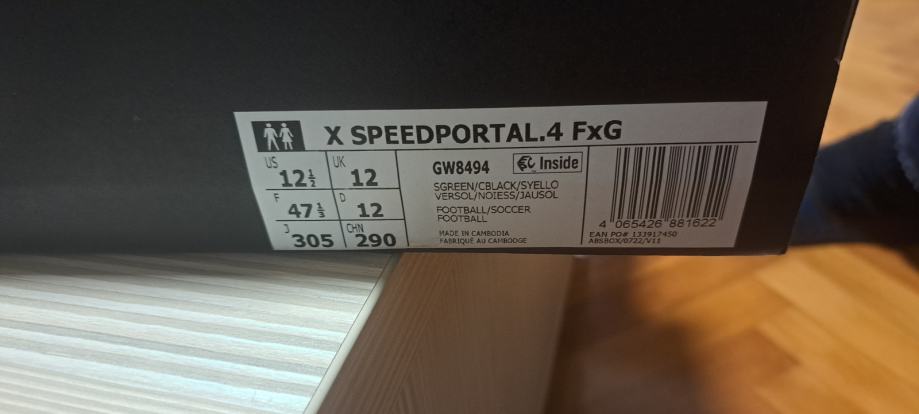 X SPEEDPORTAL.4 FxG
US 12½ UK 12
F 47⅓ D 12
J 305 CHN 290
GW8494 Inside
SGREEN/CBLACK/SYELLO
VERSOL/NOIESS/JAUSOL
FOOTBALL/SOCCER
FOOTBALL
MADE IN CAMBODIA
FABRIQUÉ AU CAMBODGE
4 065426 881622
EAN PO# 133917450
ABSBOX/0722/V11